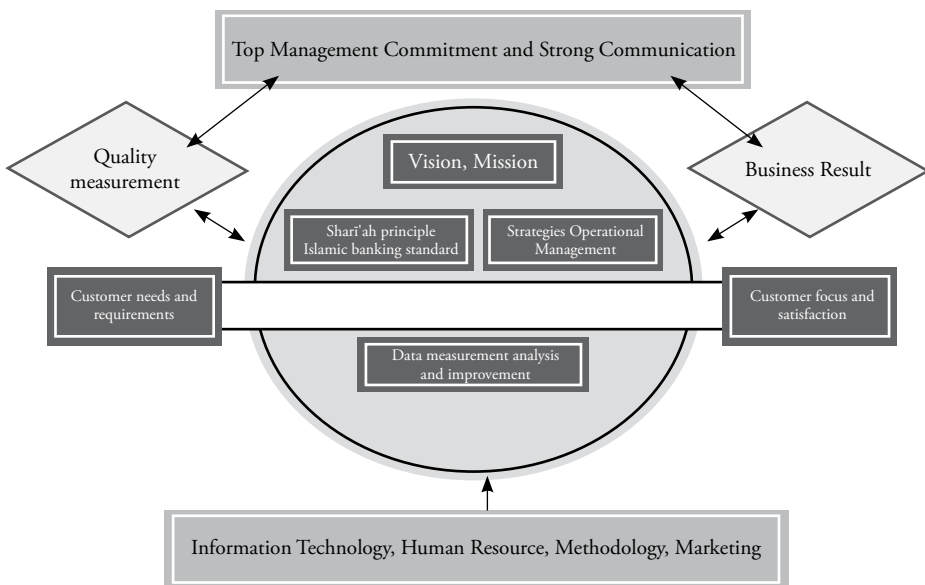 Top Management Commitment and Strong Communication
Quality
measurement
Vision, Mission
Business Result
Sharī'ah principle
Islamic banking standard
Strategies Operational
Management
Customer needs and
requirements
Customer focus and
satisfaction
Data measurement analysis
and improvement
Information Technology, Human Resource, Methodology, Marketing